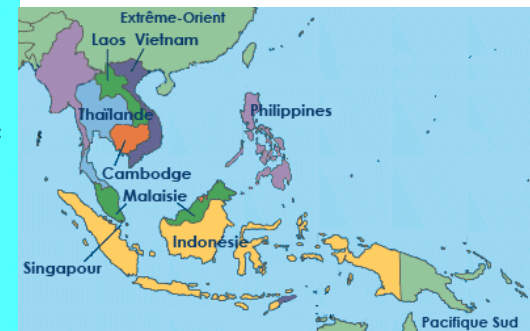 Extrême-Orient
Laos Vietnam
Thaïlande
Philippines
Cambodge
Malaisie
Indonésie
Singapour
Pacifique Sud